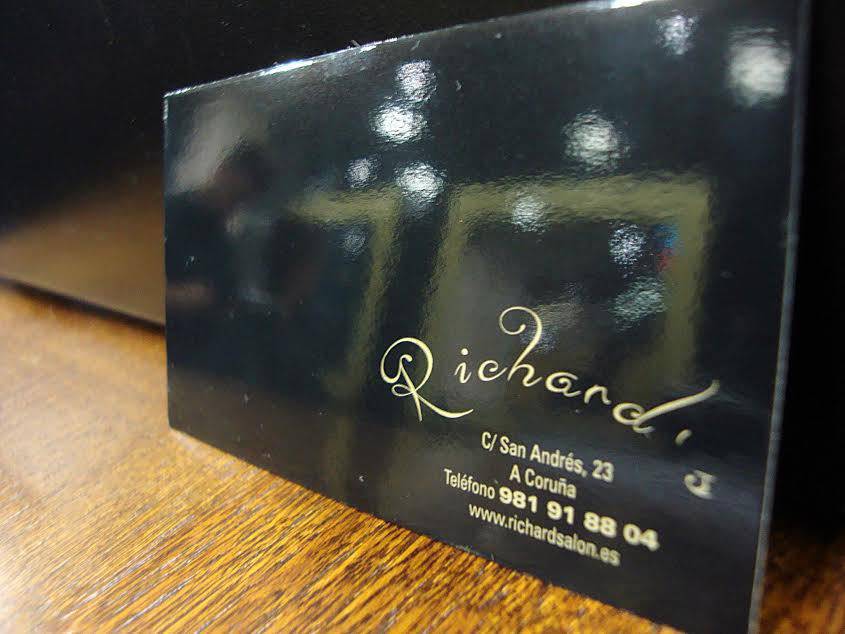 Richard's
C/ San Andrés, 23
A Coruña
Teléfono 981 91 88 04
www.richardsalon.es